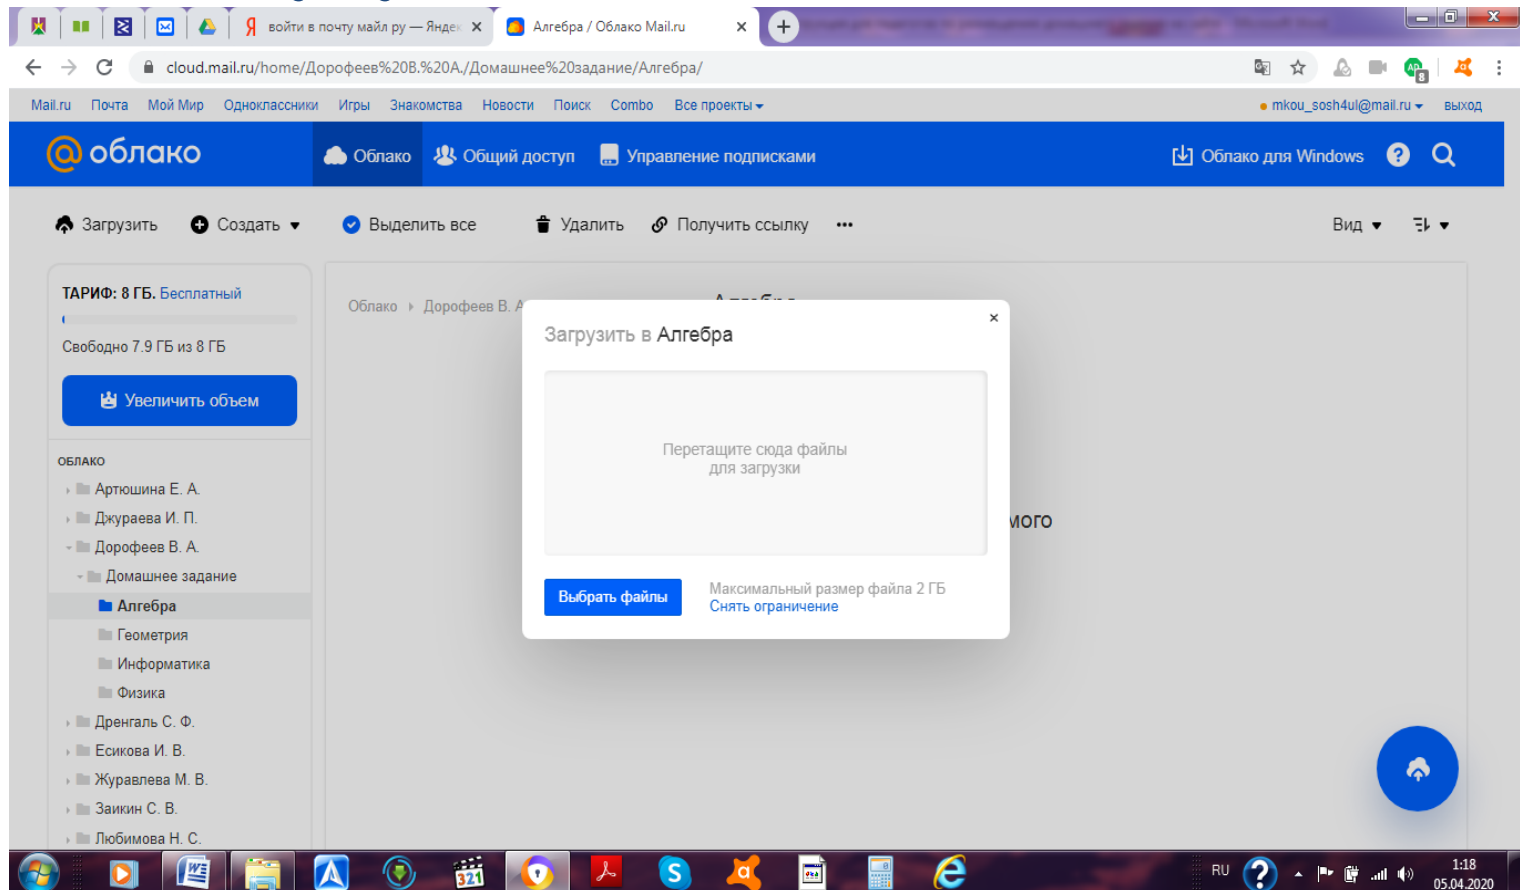 Я войти в почту майл ру — Яндек
Алгебра / Облако Mail.ru
cloud.mail.ru/home/Дорофеев%20В.%20А./Домашнее%20задание/Алгебра/
Mail.ru Почта Мой Мир Одноклассники Игры Знакомства Новости Поиск Combo Все проекты
mkou_sosh4ul@mail.ru выход
облако
Облако Общий доступ Управление подписками
Облако для Windows
Загрузить Создать Выделить все Удалить Получить ссылку ••• Вид
ТАРИФ: 8 ГБ. Бесплатный
Свободно 7.9 ГБ из 8 ГБ
Увеличить объем
ОБЛАКО
Артюшина Е. А.
Джураева И. П.
Дорофеев В. А.
Домашнее задание
Алгебра
Геометрия
Информатика
Физика
Дренгаль С. Ф.
Есикова И. В.
Журавлева М. В.
Заикин С. В.
Любимова Н. С.
Облако Дорофеев В. А
Загрузить в Алгебра
Перетащите сюда файлы
для загрузки
мого
Выбрать файлы
Максимальный размер файла 2 ГБ
Снять ограничение
321
RU
1:18
05.04.2020